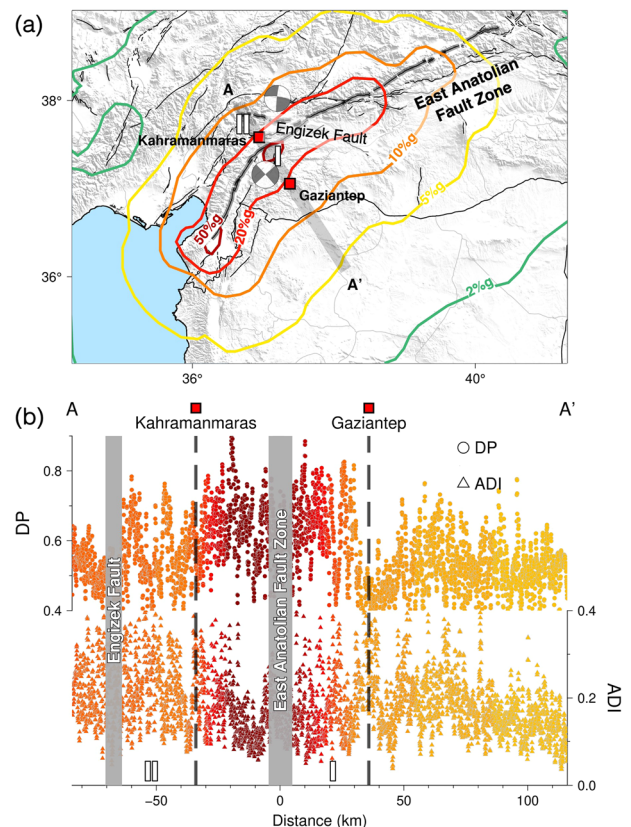 (a)
38°
36°
36°
40°
A
Kahramanmaras
Engizek Fault
East Anatolian
Fault Zone
Gaziantep
10%g
5%g
50%g
20%g
2%g
A’
(b)
A
A’
Kahramanmaras
Gaziantep
DP
ADI
0.8
0.6
0.4
DP
Engizek Fault
East Anatolian Fault Zone
0.4
0.2
0.0
ADI
−50
0
50
100
Distance (km)